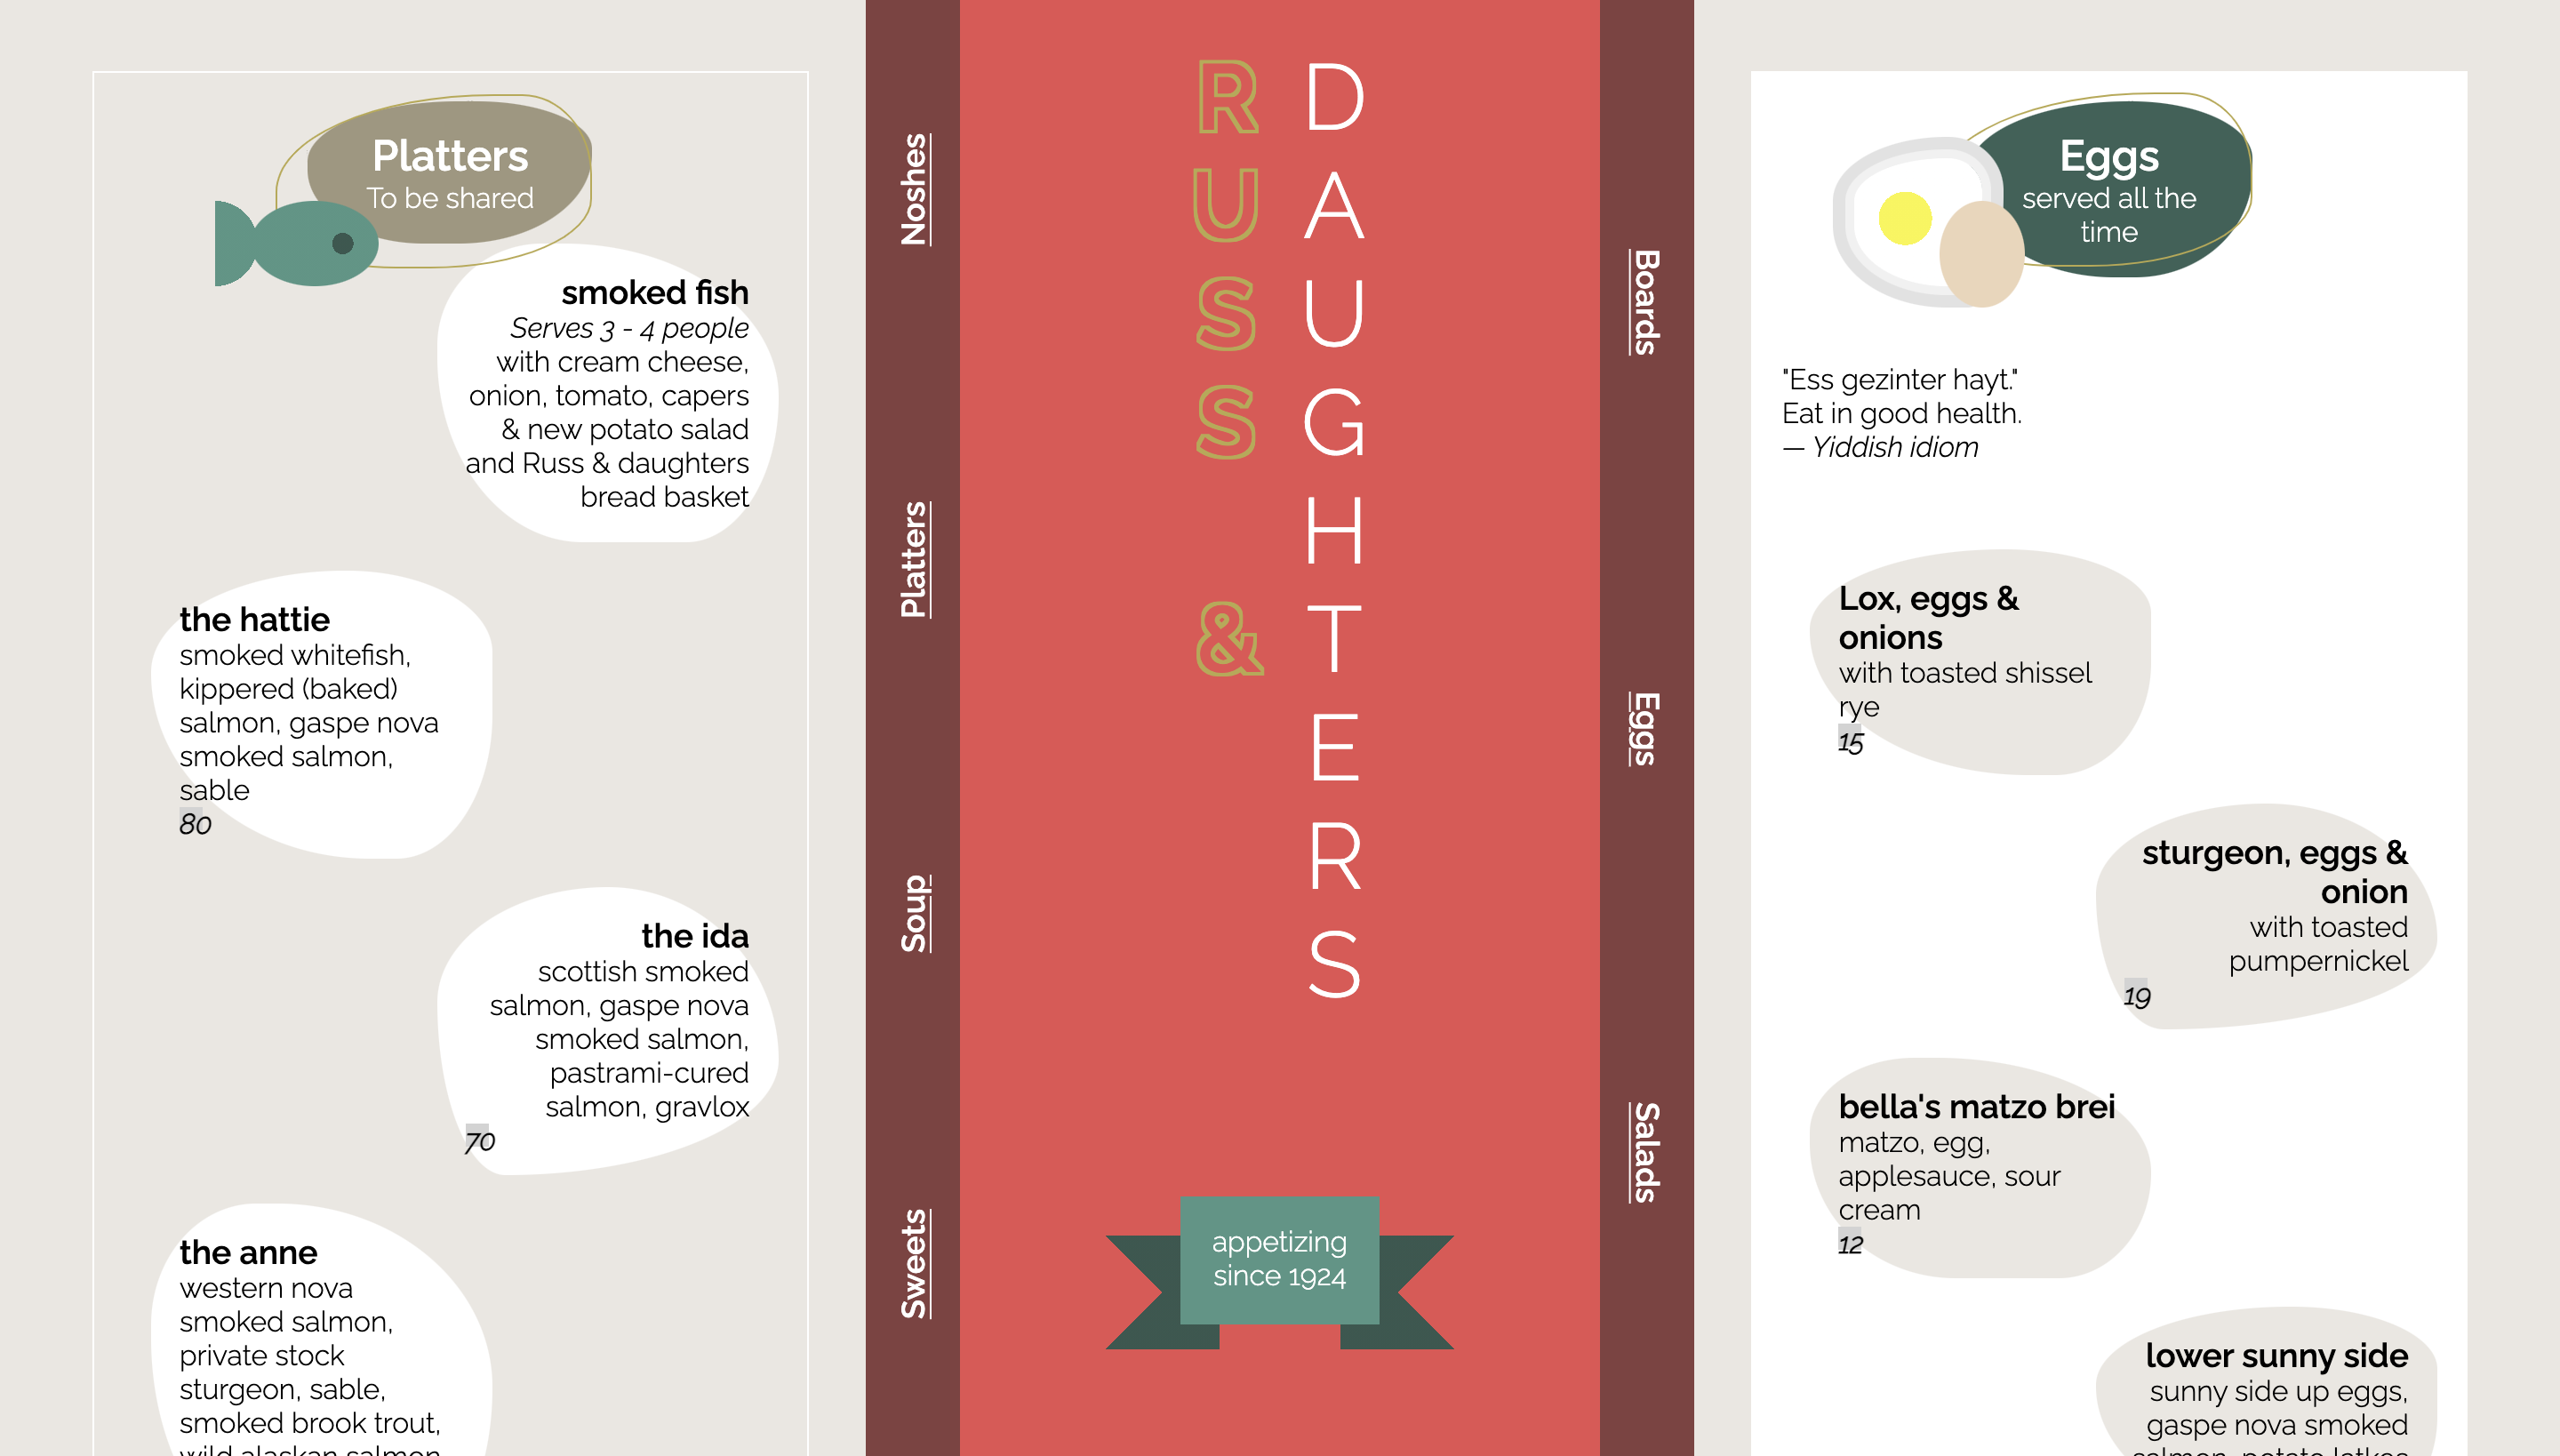 Platters
To be shared
smoked fish
Serves 3 - 4 people
with cream cheese,
onion, tomato, capers
& new potato salad
and Russ & daughters
bread basket
the hattie
smoked whitefish,
kippered (baked)
salmon, gaspe nova
smoked salmon,
sable
80
the ida
scottish smoked
salmon, gaspe nova
smoked salmon,
pastrami-cured
salmon, gravlox
70
the anne
western nova
smoked salmon,
private stock
sturgeon, sable,
smoked brook trout,
wild alaskan salmon
Noshes
Platters
Soup
Sweets
RUSS &
DAUGHTERS
appetizing
since 1924
Boards
Eggs
Salads
Eggs
served all the
time
"Ess gezinter hayt."
Eat in good health.
— Yiddish idiom
Lox, eggs &
onions
with toasted shissel
rye
15
sturgeon, eggs &
onion
with toasted
pumpernickel
19
bella's matzo brei
matzo, egg,
applesauce, sour
cream
12
lower sunny side
sunny side up eggs,
gaspe nova smoked
salmon, potato latkes